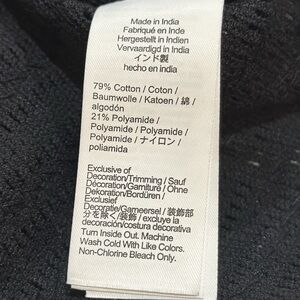 Made in India
Fabriqué en Inde
Hergestellt in Indien
Vervaardigd in India
インド製
hecho en india
79% Cotton / Coton /
Baumwolle / Katoen / 綿 /
algodón
21% Polyamide /
Polyamide / Polyamide /
Polyamide / ナイロン /
poliamida
Exclusive of
Decoration/Trimming / Sauf
Décoration/Garniture / Ohne
Dekoration/Bordüren /
Exclusief
Decoratie/Garneersel / 装飾部
分を除く/装飾 / excluye la
decoración/costura decorativa
Turn Inside Out. Machine
Wash Cold With Like Colors.
Non-Chlorine Bleach Only.